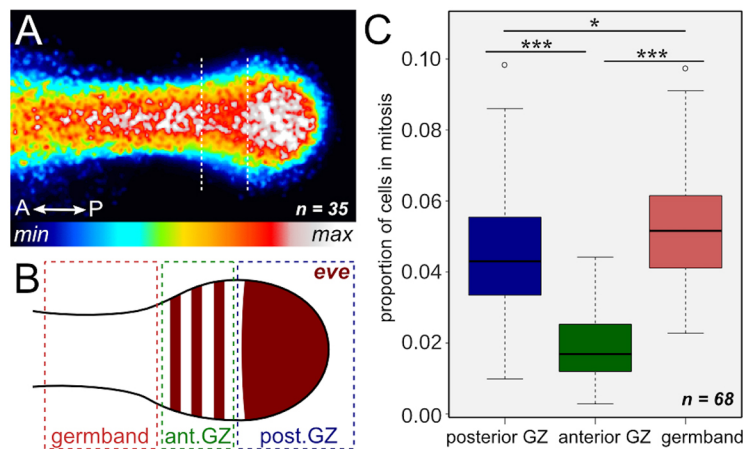 A
A P
n = 35
min max
B
eve
germband ant.GZ post.GZ
C
proportion of cells in mitosis
0.10
0.08
0.06
0.04
0.02
0.00
*
*** ***
n = 68
posterior GZ anterior GZ germband